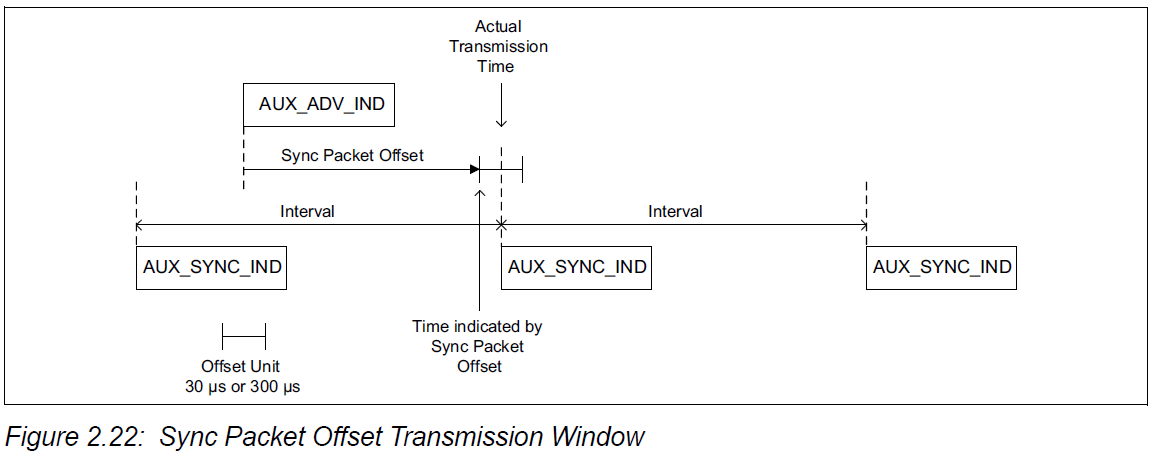 Actual
Transmission
Time
AUX_ADV_IND
Sync Packet Offset
Interval
Interval
AUX_SYNC_IND
AUX_SYNC_IND
AUX_SYNC_IND
Offset Unit
30 µs or 300 µs
Time indicated by
Sync Packet
Offset
Figure 2.22: Sync Packet Offset Transmission Window